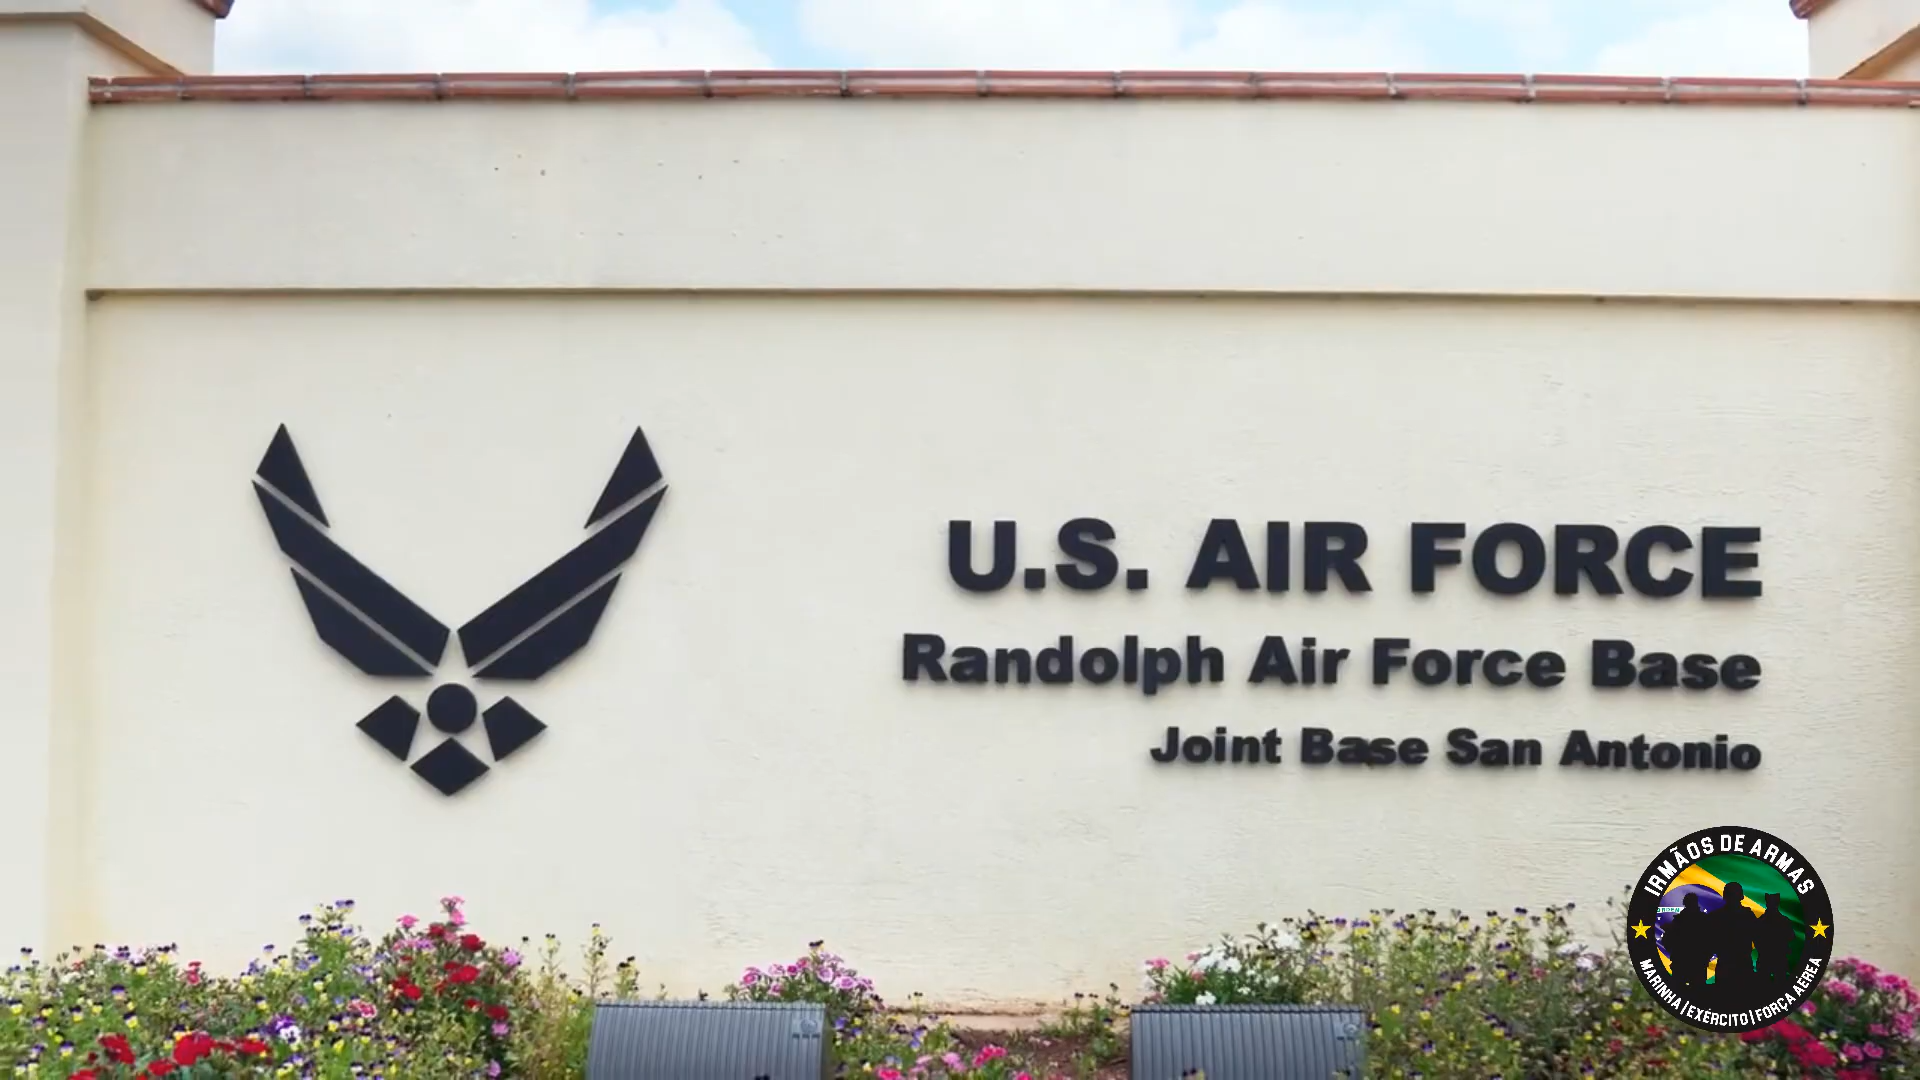 U.S. AIR FORCE
Randolph Air Force Base
Joint Base San Antonio
IRMÃOS DE ARMAS
MARINHA | EXÉRCITO | FORÇA AÉREA